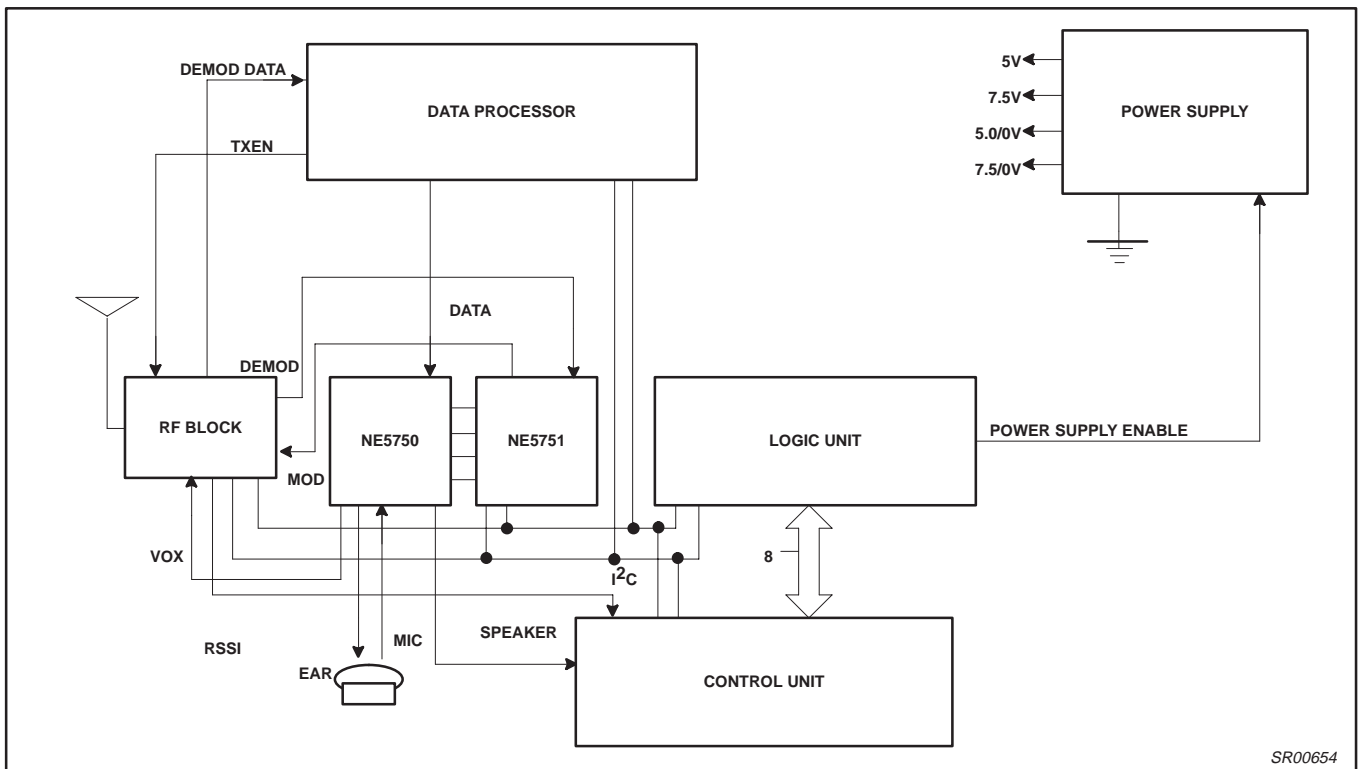 DEMOD DATA
DATA PROCESSOR
TXEN
5V
7.5V
5.0/0V
7.5/0V
POWER SUPPLY
DATA
DEMOD
RF BLOCK
NE5750
NE5751
LOGIC UNIT
POWER SUPPLY ENABLE
MOD
VOX
I²C
8
RSSI
MIC
SPEAKER
EAR
CONTROL UNIT
SR00654